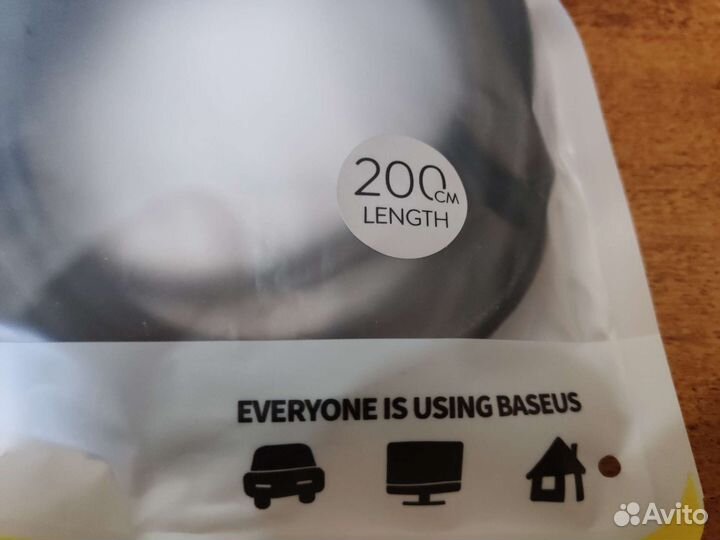 200CM
LENGTH
EVERYONE IS USING BASEUS
Avito